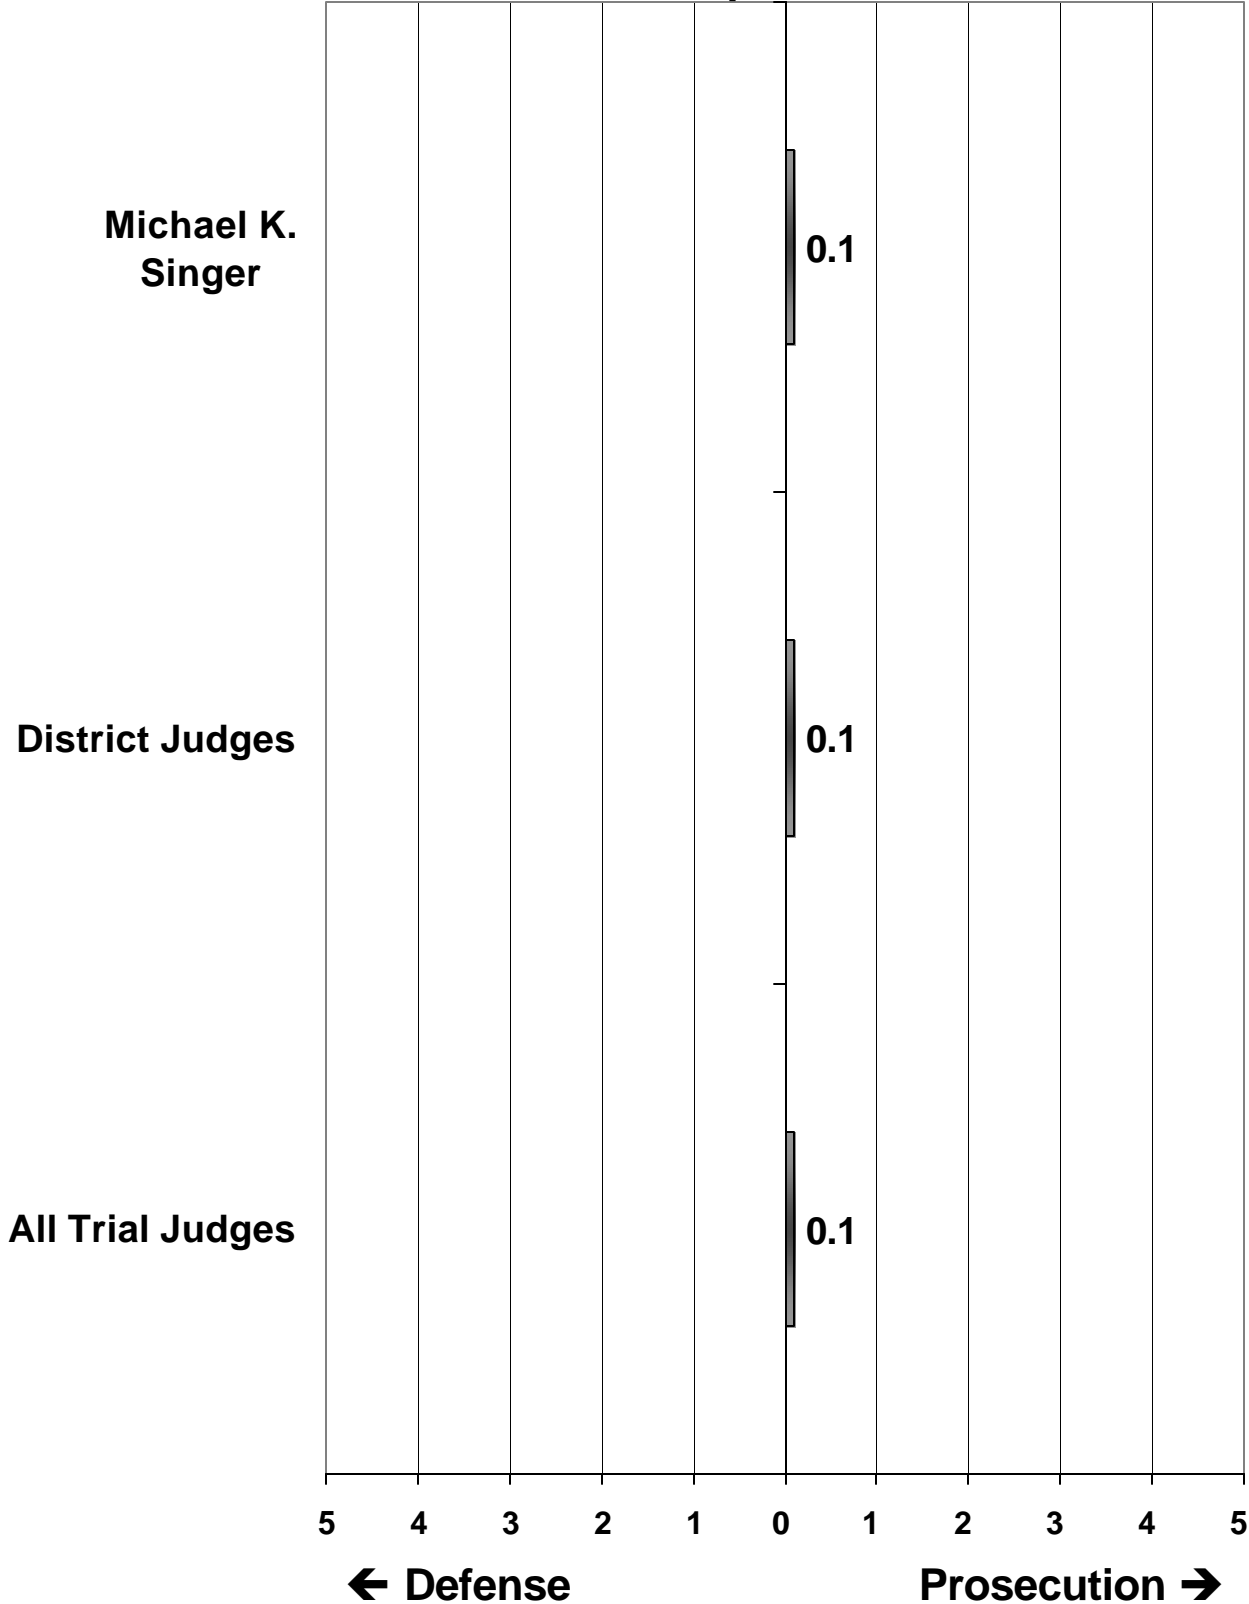 Michael K.
Singer
0.1
District Judges
0.1
All Trial Judges
0.1
5 4 3 2 1 0 1 2 3 4 5
← Defense Prosecution →